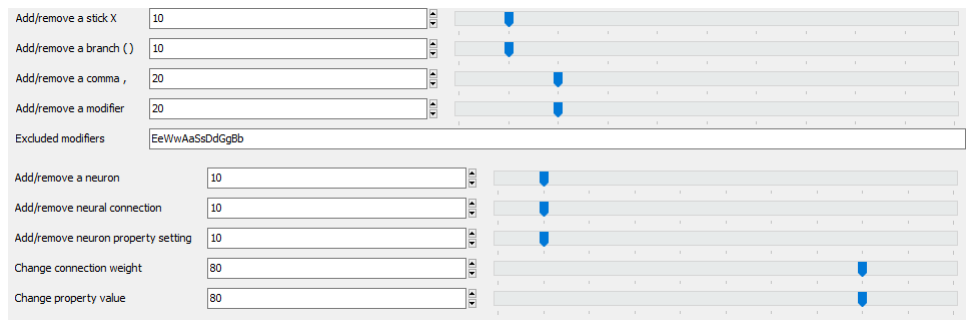 Add/remove a stick X 10
Add/remove a branch () 10
Add/remove a comma , 20
Add/remove a modifier 20
Excluded modifiers EeWwAaSsDdGgBb
Add/remove a neuron 10
Add/remove neural connection 10
Add/remove neuron property setting 10
Change connection weight 80
Change property value 80